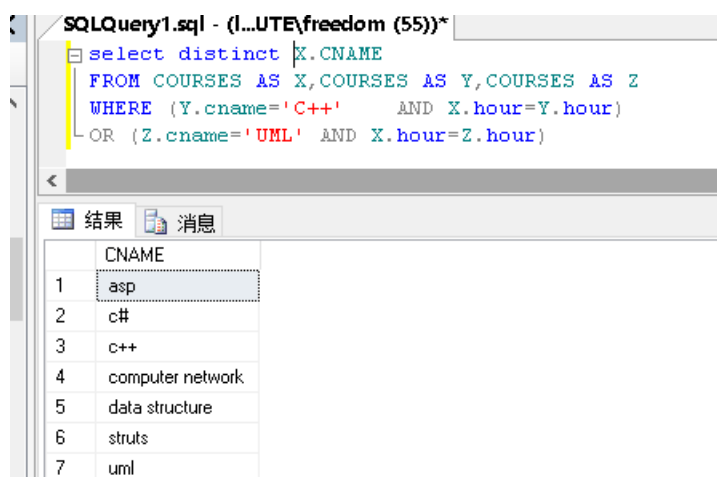 SQLQuery1.sql - (l...UTE\freedom (55))*
select distinct X.CNAME
FROM COURSES AS X,COURSES AS Y,COURSES AS Z
WHERE (Y.cname='C++' AND X.hour=Y.hour)
OR (Z.cname='UML' AND X.hour=Z.hour)
结果 消息
CNAME
1 asp
2 c#
3 c++
4 computer network
5 data structure
6 struts
7 uml